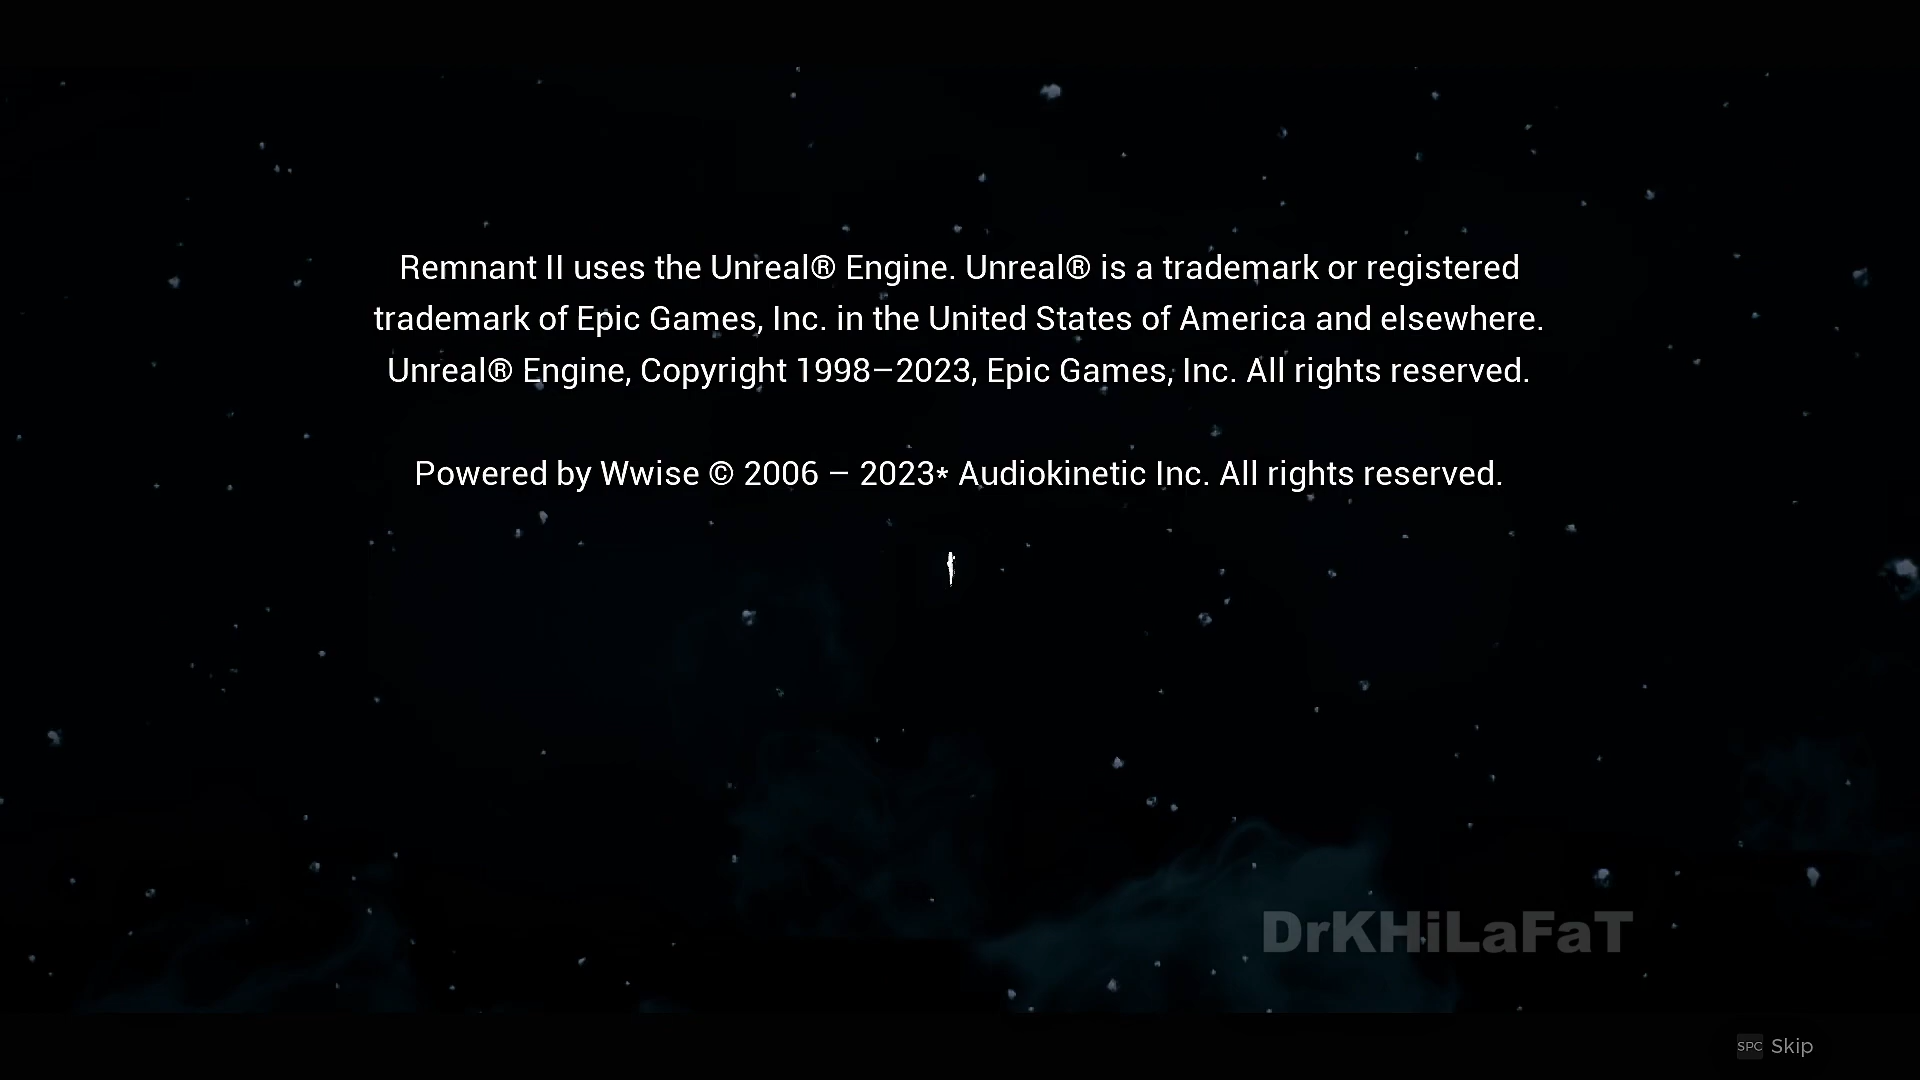 Remnant II uses the Unreal® Engine. Unreal® is a trademark or registered
trademark of Epic Games, Inc. in the United States of America and elsewhere.
Unreal® Engine, Copyright 1998–2023, Epic Games, Inc. All rights reserved.
Powered by Wwise © 2006 – 2023* Audiokinetic Inc. All rights reserved.
DrKHiLaFaT
SPC Skip